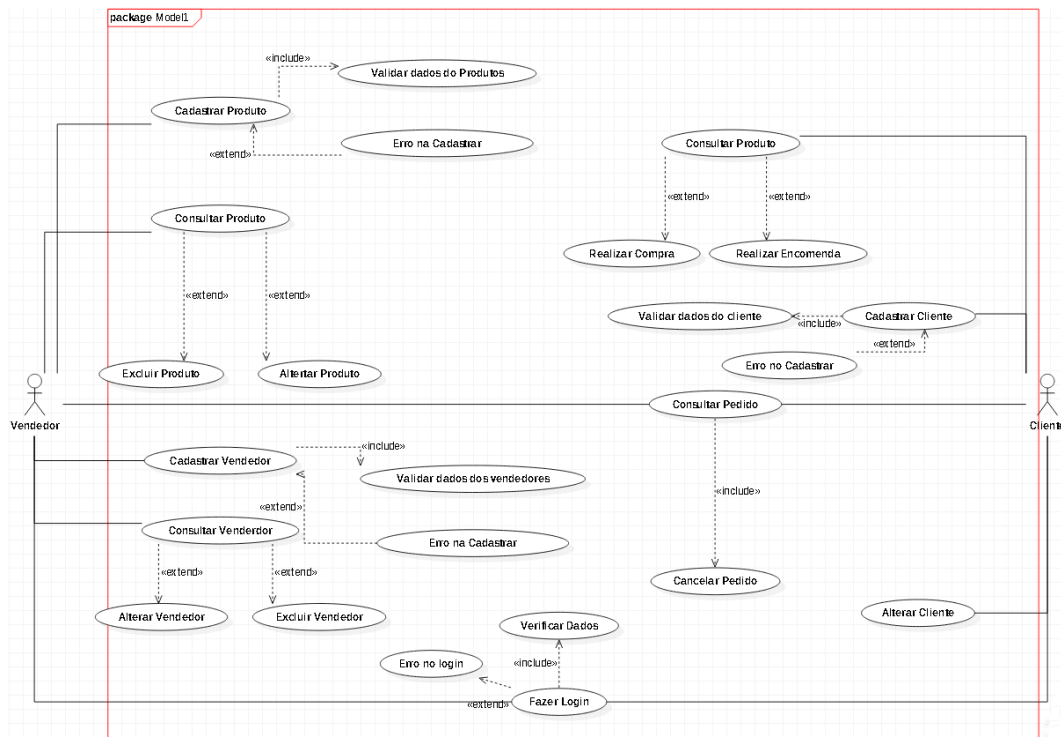 package Model1
«include»
Validar dados do Produtos
Cadastrar Produto
Erro na Cadastrar
«extend»
Consultar Produto
«extend»
«extend»
Realizar Compra
Realizar Encomenda
Consultar Produto
«extend»
«extend»
Excluir Produto
Altertar Produto
Validar dados do cliente
«include»
Cadastrar Cliente
«extend»
Erro no Cadastrar
Vendedor
Consultar Pedido
Cliente
Cadastrar Vendedor
«include»
Validar dados dos vendedores
«extend»
Consultar Venderdor
Erro na Cadastrar
«include»
«extend»
«extend»
Cancelar Pedido
Alterar Vendedor
Excluir Vendedor
Alterar Cliente
Verificar Dados
Erro no login
«include»
«extend»
Fazer Login